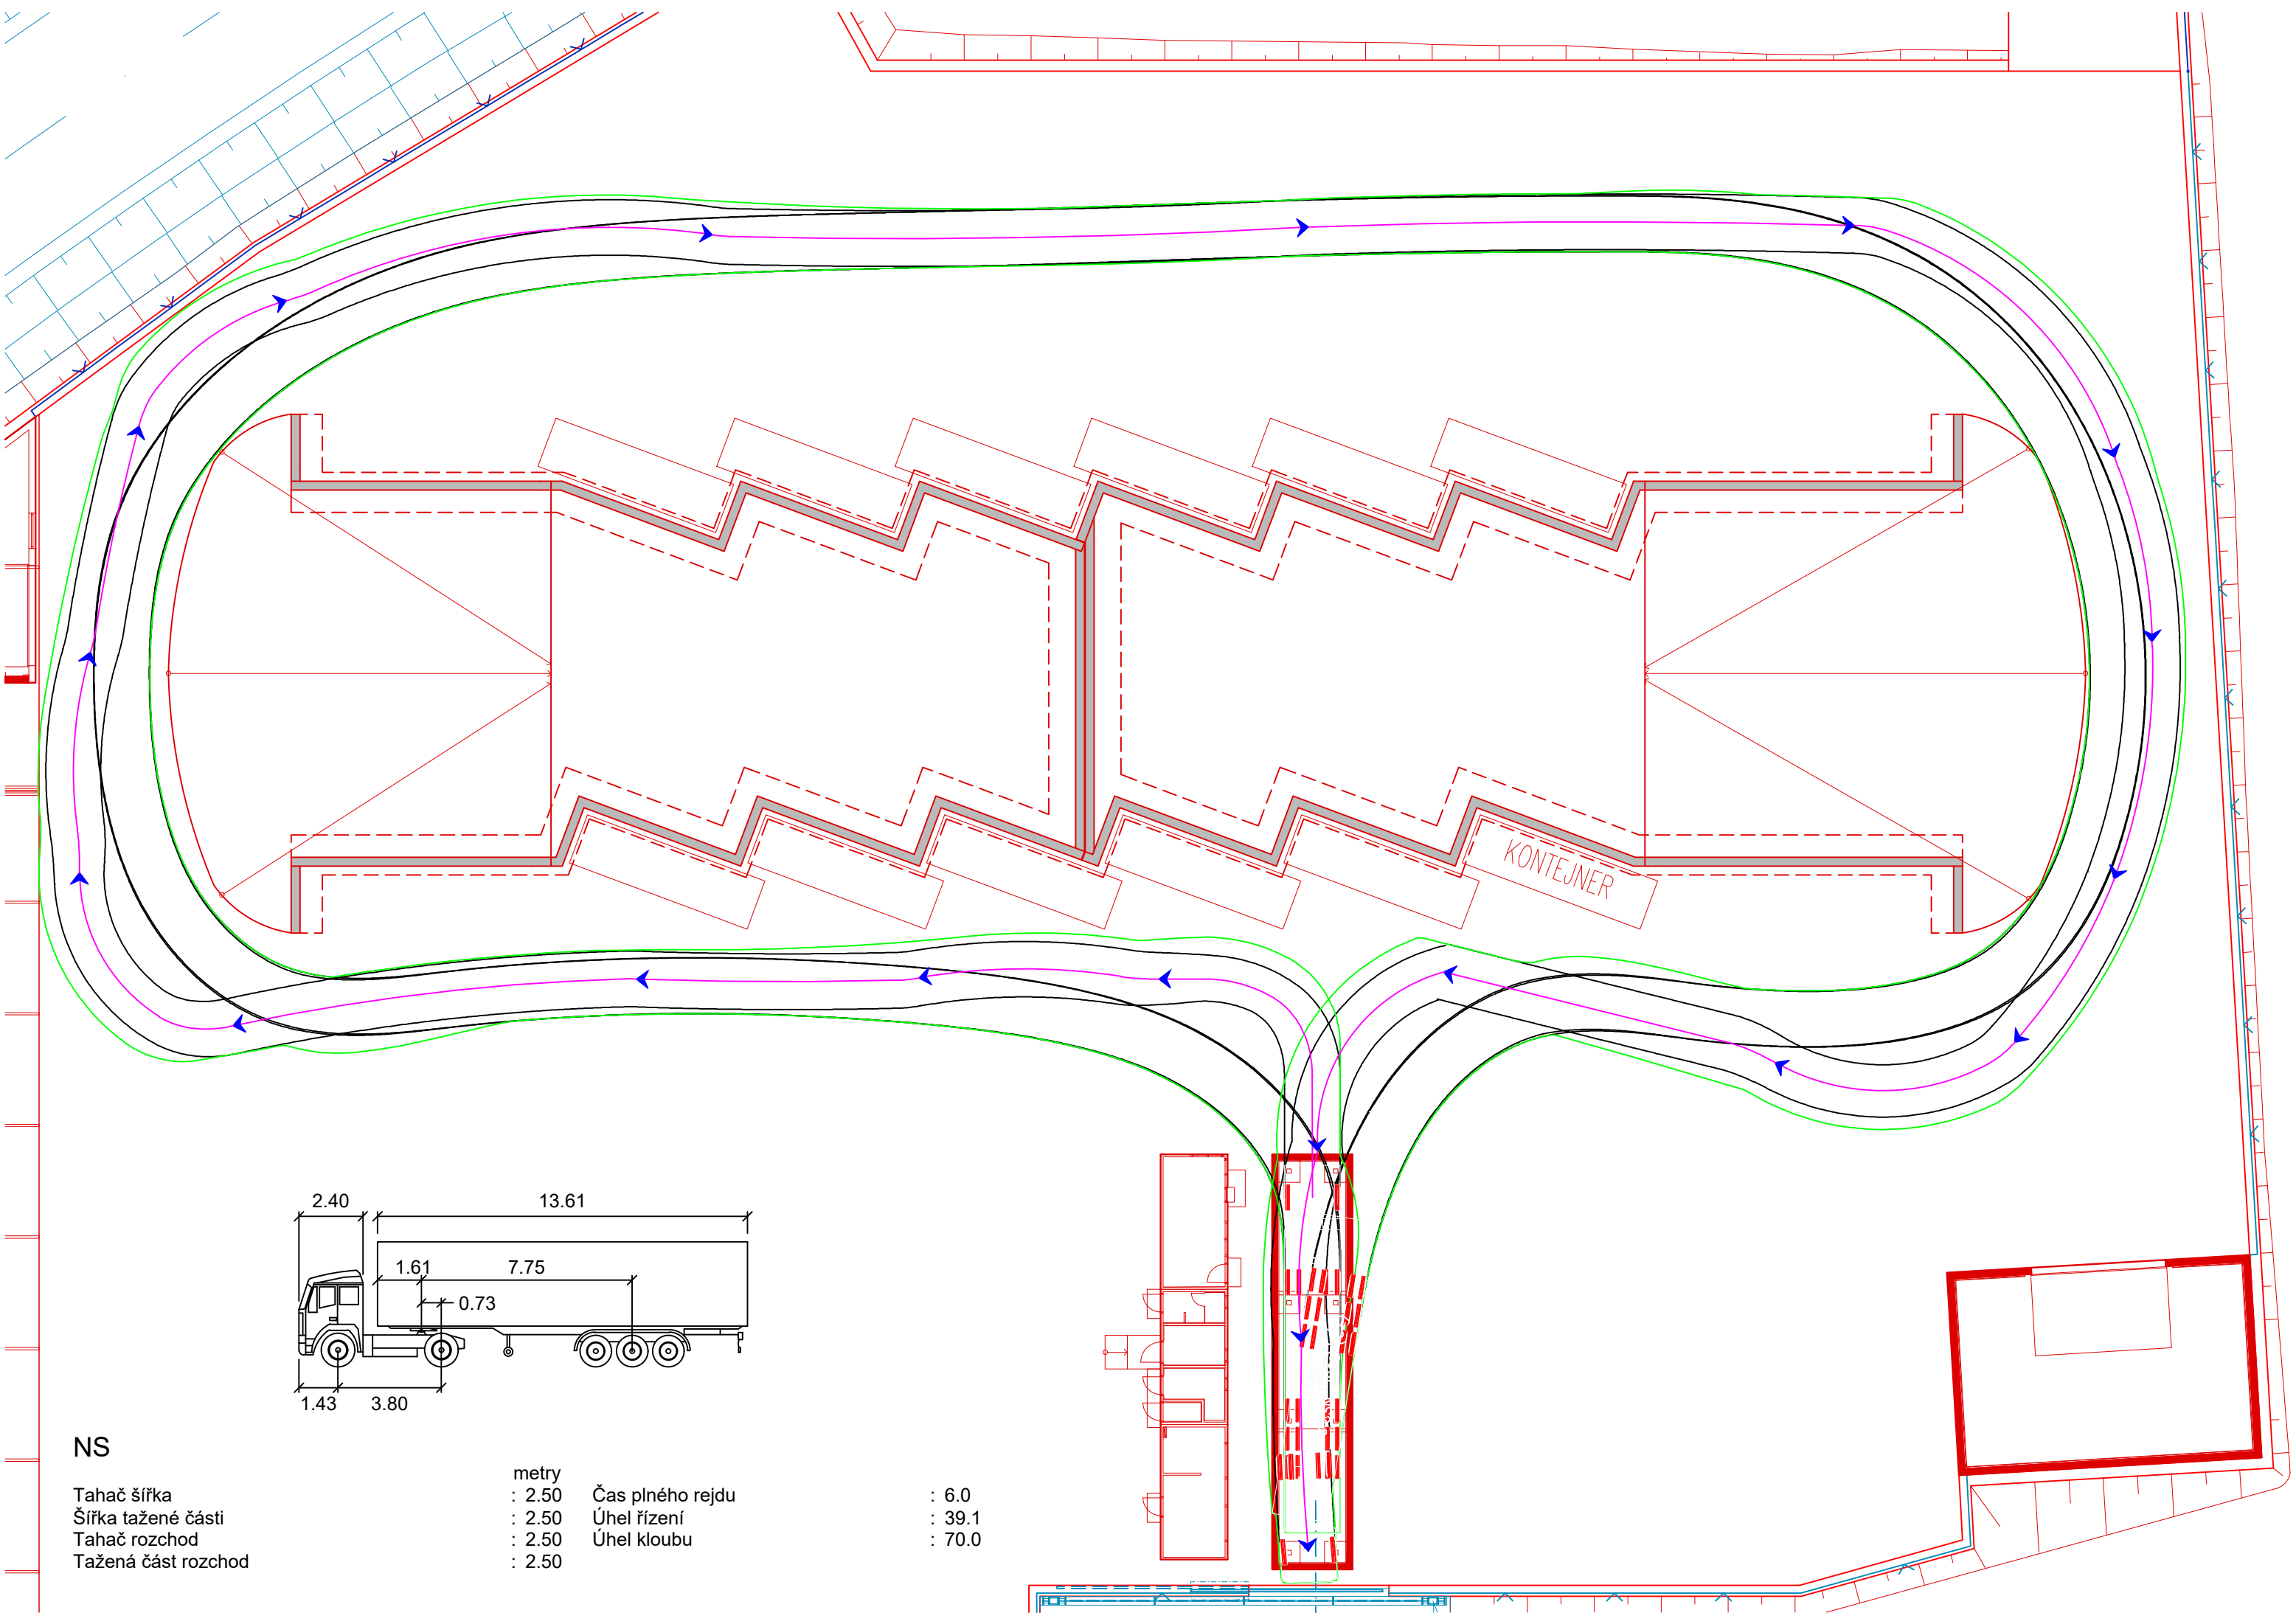 KONTEJNER
2.40 13.61
1.61 7.75
0.73
1.43 3.80
NS
metry
Tahač šířka : 2.50 Čas plného rejdu : 6.0
Šířka tažené části : 2.50 Úhel řízení : 39.1
Tahač rozchod : 2.50 Úhel kloubu : 70.0
Tažená část rozchod : 2.50